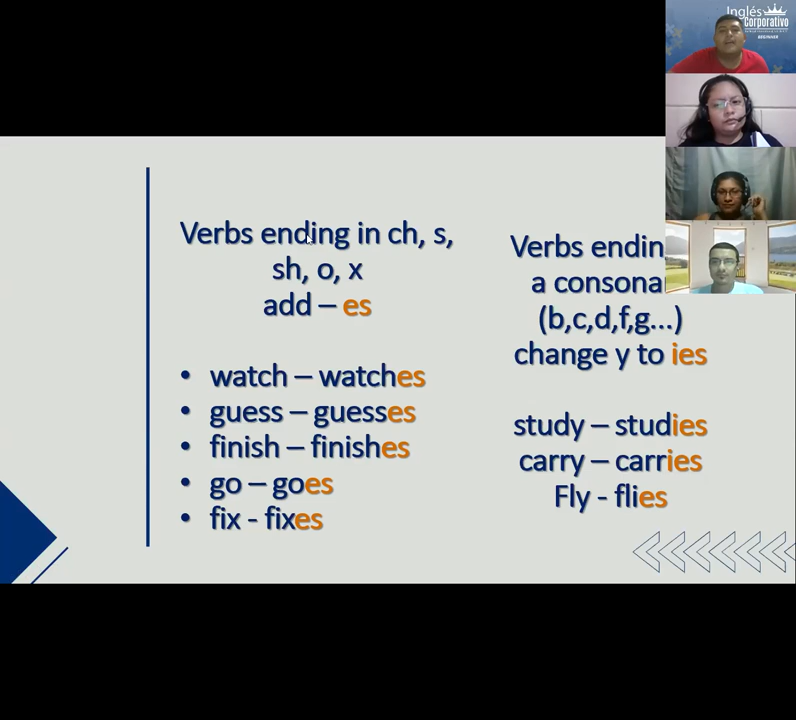 Inglés
Corporativo
BEGINNER
Verbs ending in ch, s,
sh, o, x
add – es
• watch – watches
• guess – guesses
• finish – finishes
• go – goes
• fix - fixes
Verbs endin
a consona
(b,c,d,f,g...)
change y to ies
study – studies
carry – carries
Fly - flies